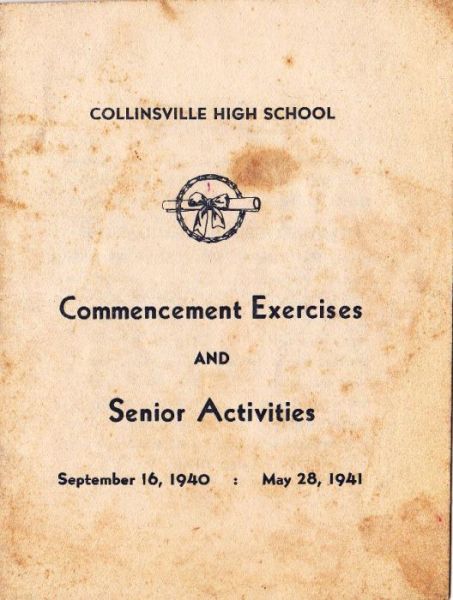 COLLINSVILLE HIGH SCHOOL
Commencement Exercises
AND
Senior Activities
September 16, 1940 : May 28, 1941